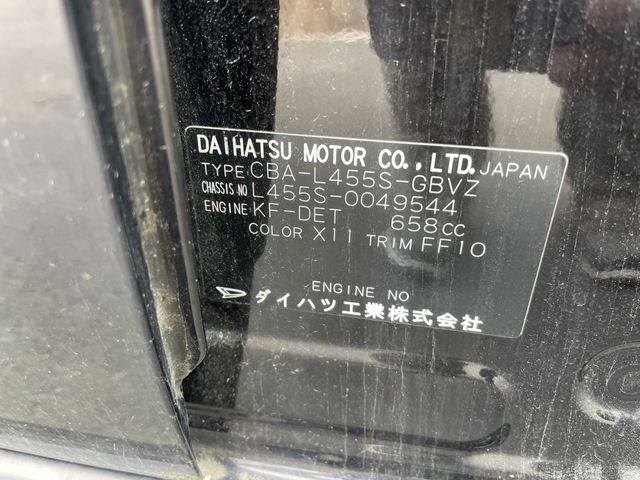 DAIHATSU MOTOR CO., LTD. JAPAN
TYPE CBA-L455S-GBVZ
CHASSIS NO L455S-0049544
ENGINE KF-DET 658cc
COLOR X11 TRIM FF10
ENGINE NO
ダイハツ工業株式会社